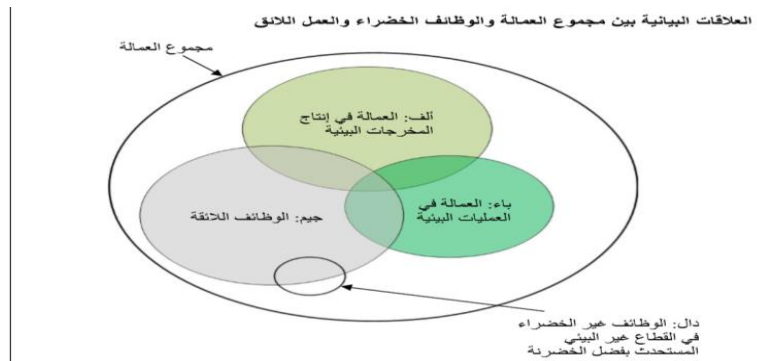 العلاقات البيانية بين مجموع العمالة والوظائف الخضراء والعمل اللائق
مجموع العمالة
ألف: العمالة في إنتاج
المخرجات البيئية
باء: العمالة في
العمليات البيئية
جيم: الوظائف اللائقة
دال: الوظائف غير الخضراء
في القطاع غير البيئي
المستحدث بفضل الخضرنة